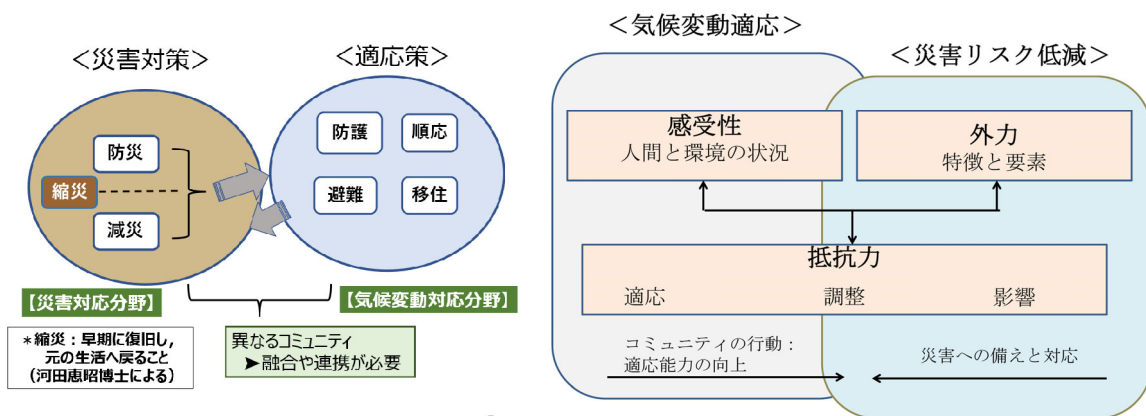 <災害対策>
<適応策>
防災
縮災
減災
防護
順応
避難
移住
【災害対応分野】
【気候変動対応分野】
*縮災：早期に復旧し，
元の生活へ戻ること
（河田恵昭博士による）
異なるコミュニティ
➤融合や連携が必要
<気候変動適応>
<災害リスク低減>
感受性
人間と環境の状況
外力
特徴と要素
抵抗力
適応
調整
影響
コミュニティの行動：
適応能力の向上
災害への備えと対応